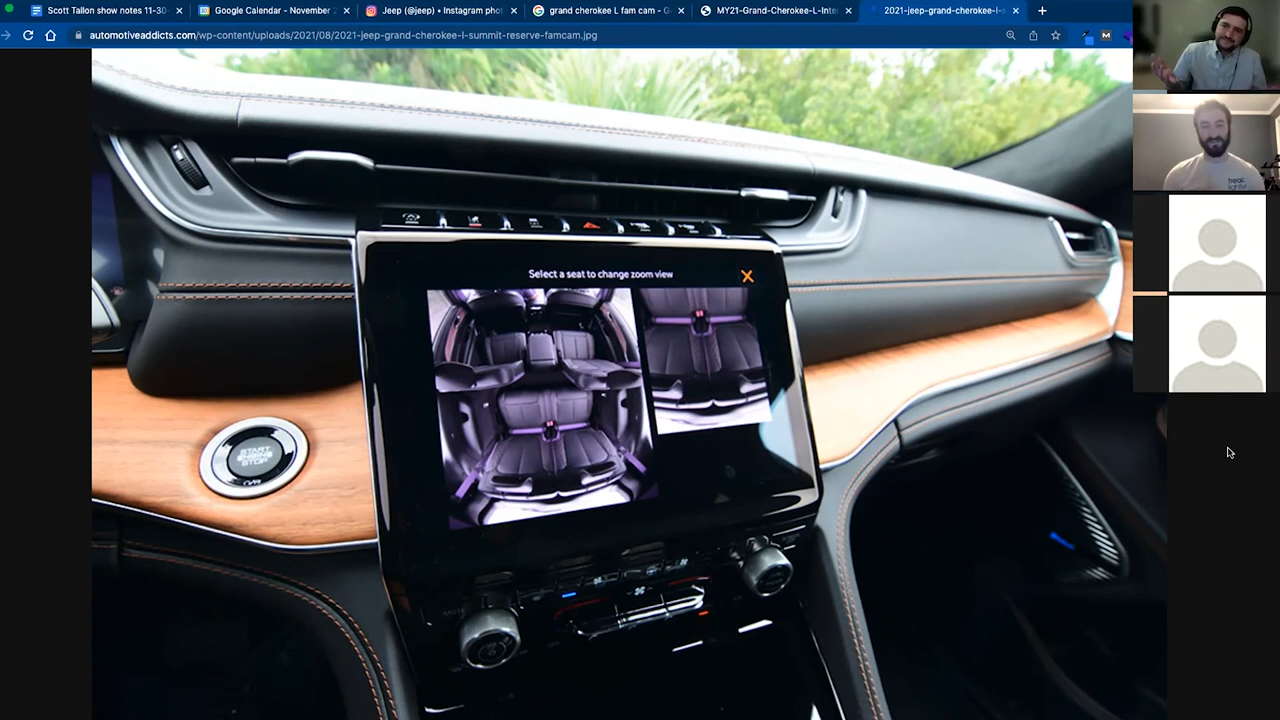 Scott Tallon show notes 11-30-
Google Calendar - November 2
Jeep (@jeep) • Instagram phot
grand cherokee L fam cam - G
MY21-Grand-Cherokee-L-Inter
2021-jeep-grand-cherokee-l-s
automotiveaddicts.com/wp-content/uploads/2021/08/2021-jeep-grand-cherokee-l-summit-reserve-famcam.jpg
Select a seat to change zoom view
START
ENGINE
STOP